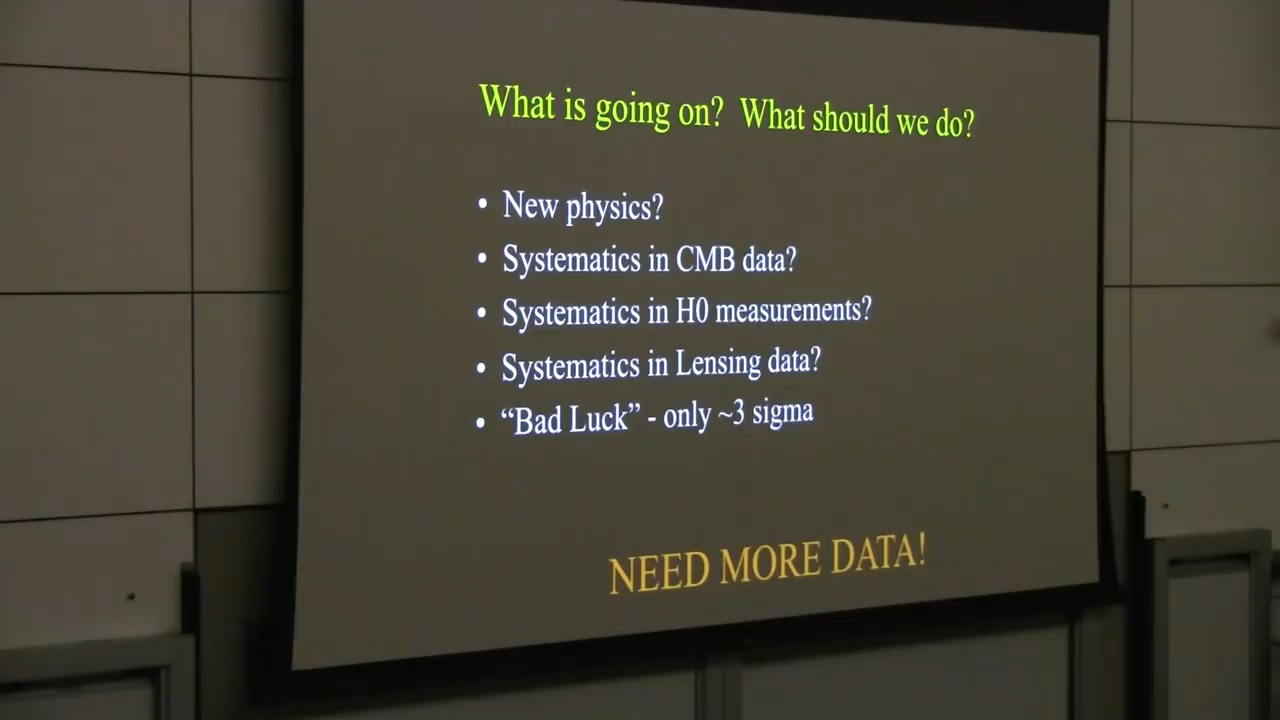 What is going on? What should we do?
• New physics?
• Systematics in CMB data?
• Systematics in H0 measurements?
• Systematics in Lensing data?
• “Bad Luck” - only ~3 sigma
NEED MORE DATA!